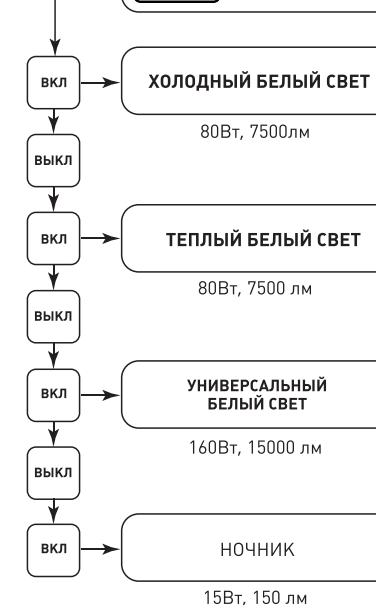 ВКЛ
ХОЛОДНЫЙ БЕЛЫЙ СВЕТ
80Вт, 7500лм
ВЫКЛ
ВКЛ
ТЕПЛЫЙ БЕЛЫЙ СВЕТ
80Вт, 7500 лм
ВЫКЛ
ВКЛ
УНИВЕРСАЛЬНЫЙ
БЕЛЫЙ СВЕТ
160Вт, 15000 лм
ВЫКЛ
ВКЛ
НОЧНИК
15Вт, 150 лм